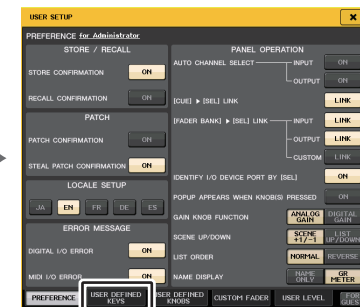 USER SETUP
PREFERENCE for Administrator
STORE / RECALL
STORE CONFIRMATION ON
RECALL CONFIRMATION ON
PATCH
PATCH CONFIRMATION ON
STEAL PATCH CONFIRMATION ON
LOCALE SETUP
JA EN FR DE ES
ERROR MESSAGE
DIGITAL I/O ERROR ON
MIDI I/O ERROR ON
PANEL OPERATION
AUTO CHANNEL SELECT INPUT ON
OUTPUT ON
[CUE] ▶ [SEL] LINK LINK
[FADER BANK] ▶ [SEL] LINK INPUT LINK
OUTPUT LINK
CUSTOM LINK
IDENTIFY I/O DEVICE PORT BY [SEL] ON
POPUP APPEARS WHEN KNOB(S) PRESSED ON
GAIN KNOB FUNCTION ANALOG GAIN DIGITAL GAIN
SCENE UP/DOWN SCENE +1/-1 LIST UP/DOWN
LIST ORDER NORMAL REVERSE
NAME DISPLAY NAME ONLY GR METER
PREFERENCE USER DEFINED KEYS USER DEFINED KNOBS CUSTOM FADER USER LEVEL